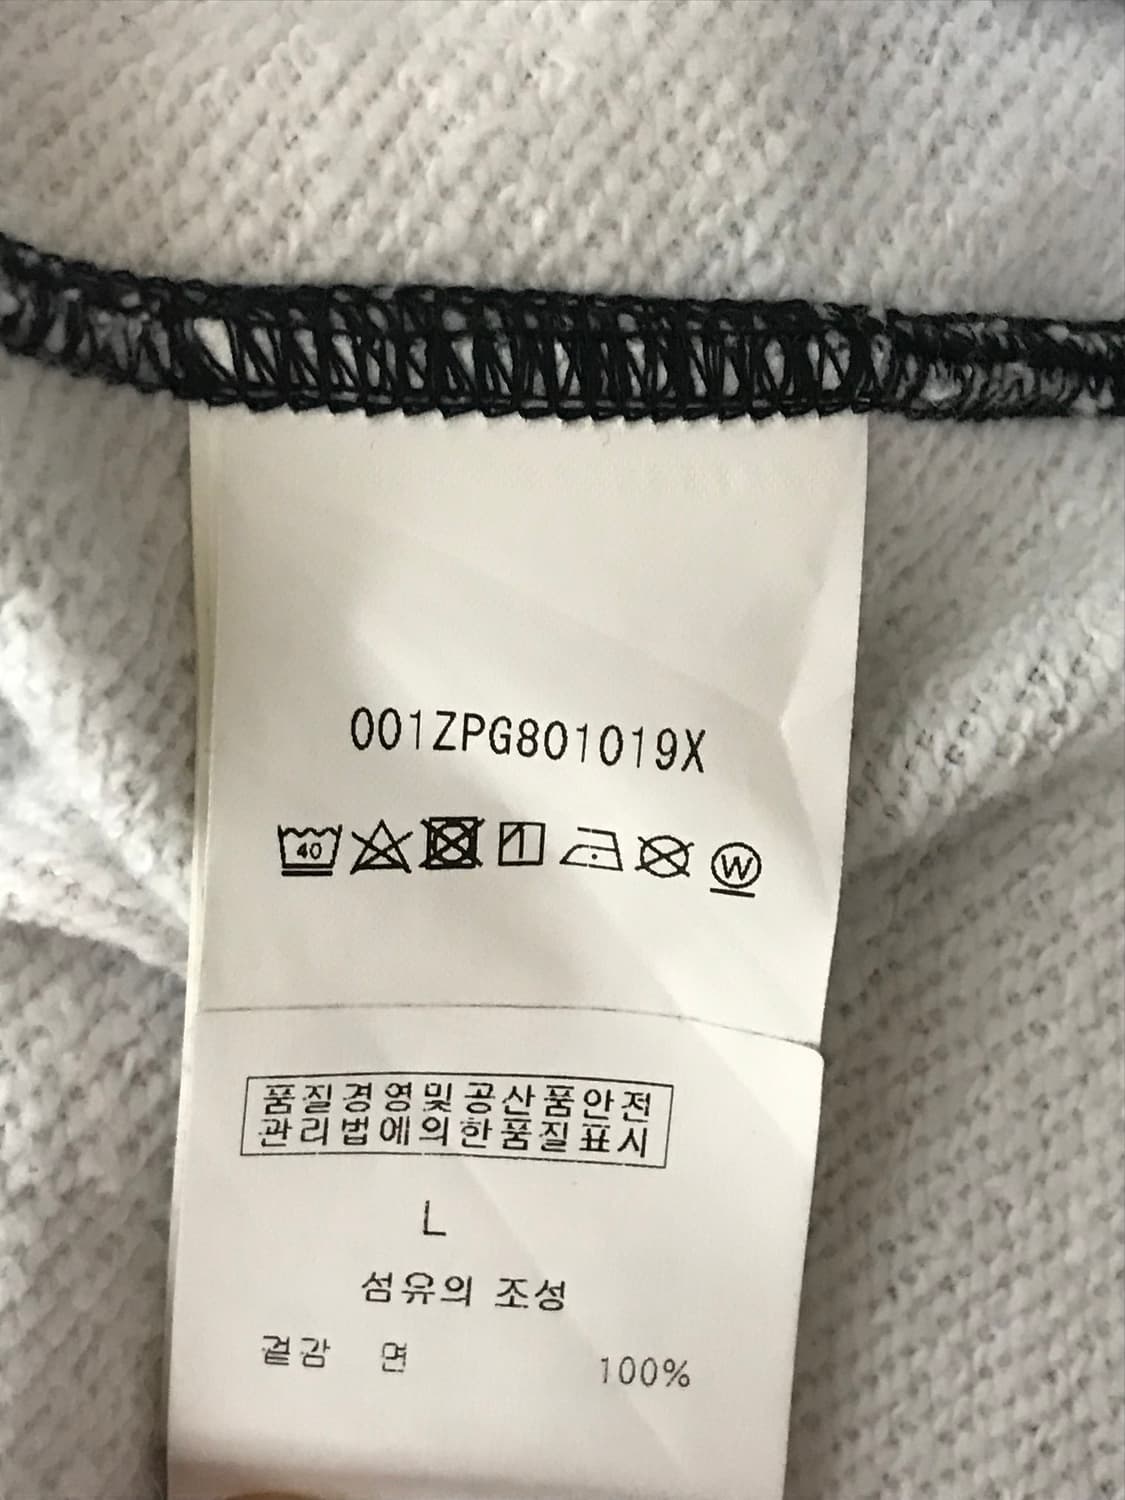 001ZPG801019X
40 W
품질경영및공산품안전
관리법에의한품질표시
L
섬유의 조성
겉감 면 100%